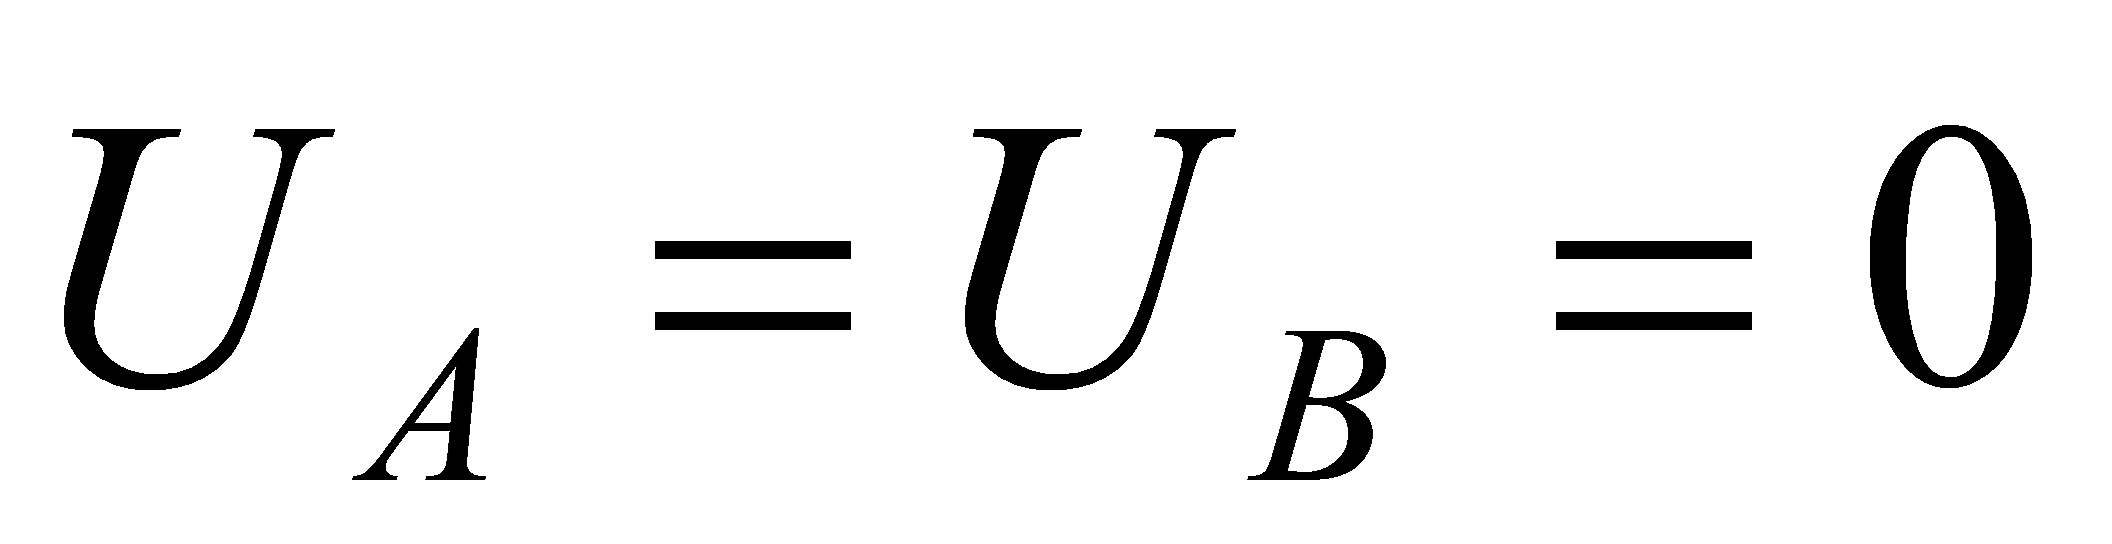 U_A = U_B = 0